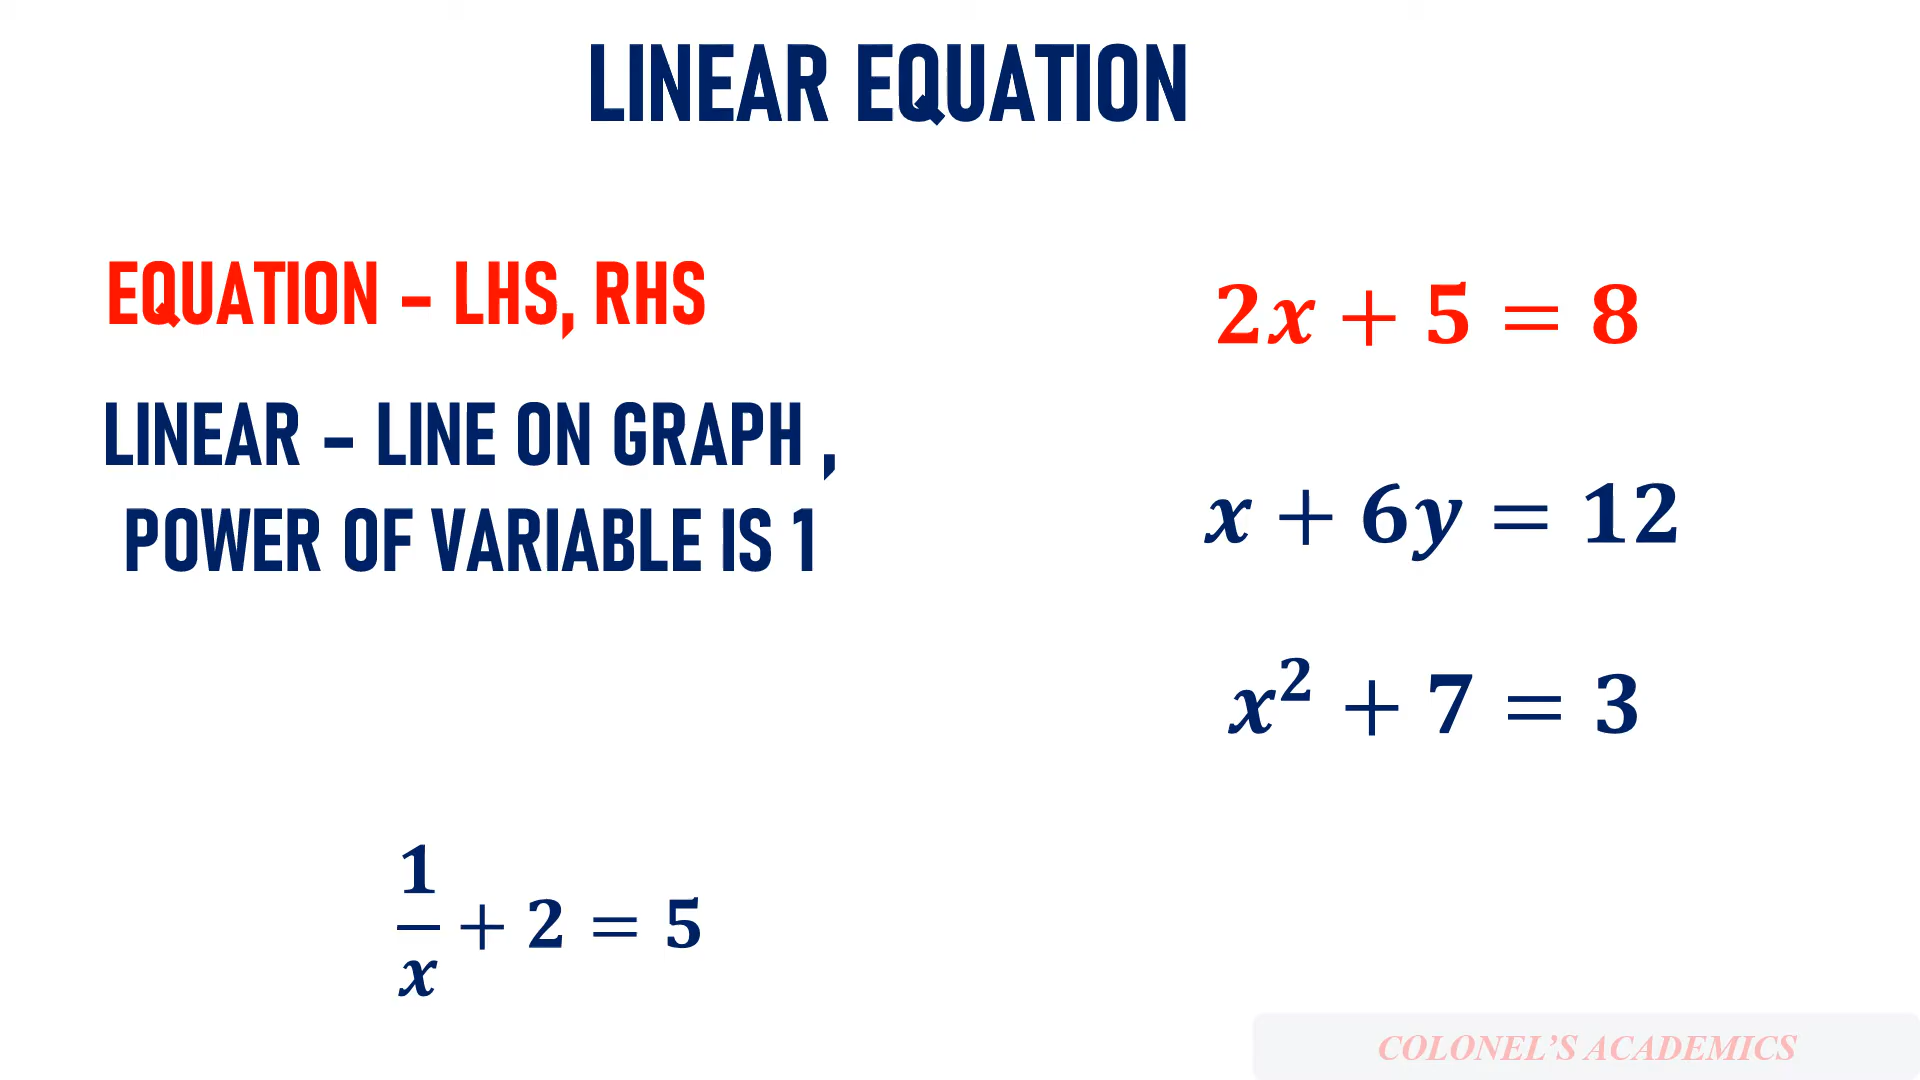 LINEAR EQUATION
EQUATION – LHS, RHS
LINEAR – LINE ON GRAPH ,
POWER OF VARIABLE IS 1
2x + 5 = 8
x + 6y = 12
x² + 7 = 3
1/x + 2 = 5
COLONEL’S ACADEMICS